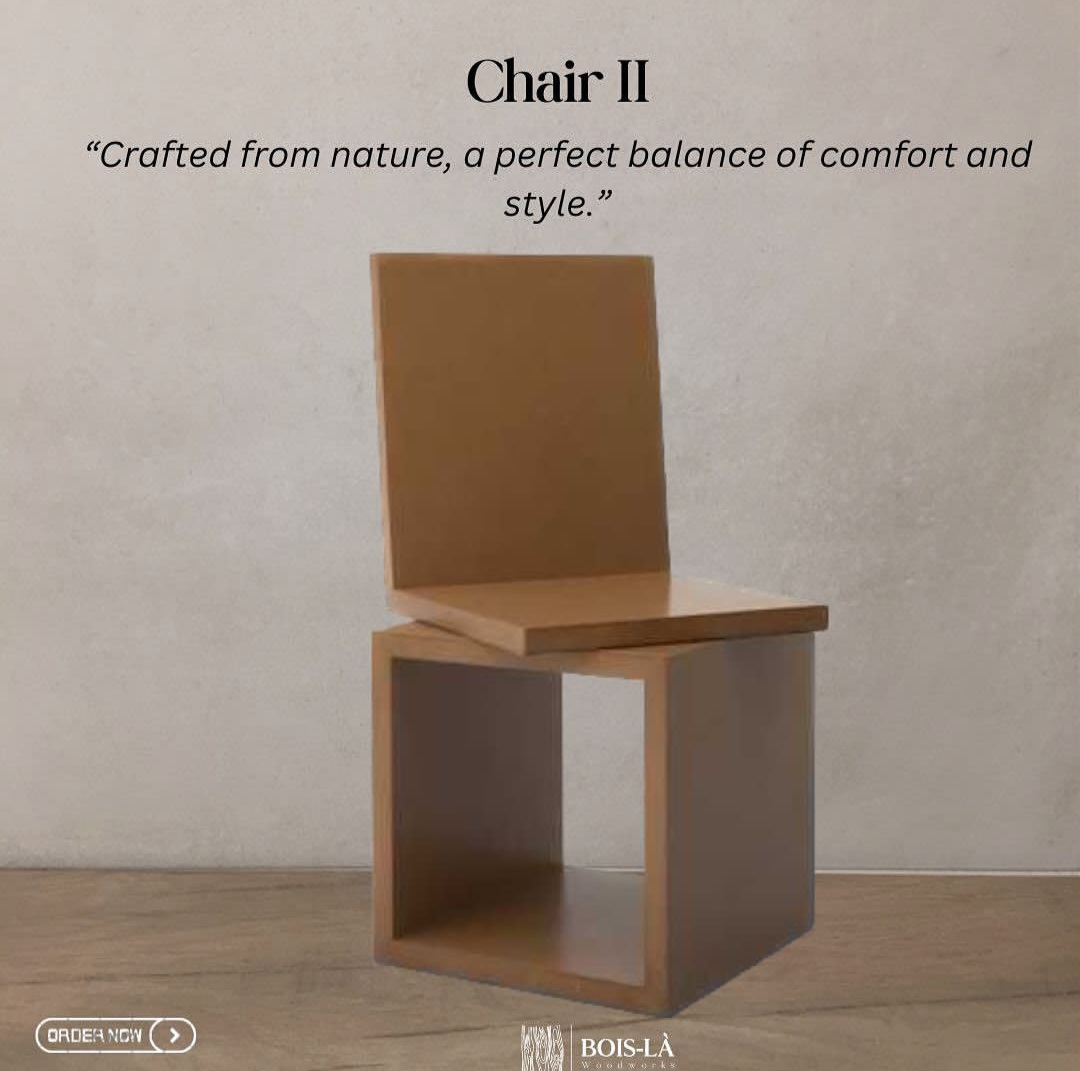 Chair II
“Crafted from nature, a perfect balance of comfort and
style.”
ORDER NOW
BOIS-LÀ
Woodworks